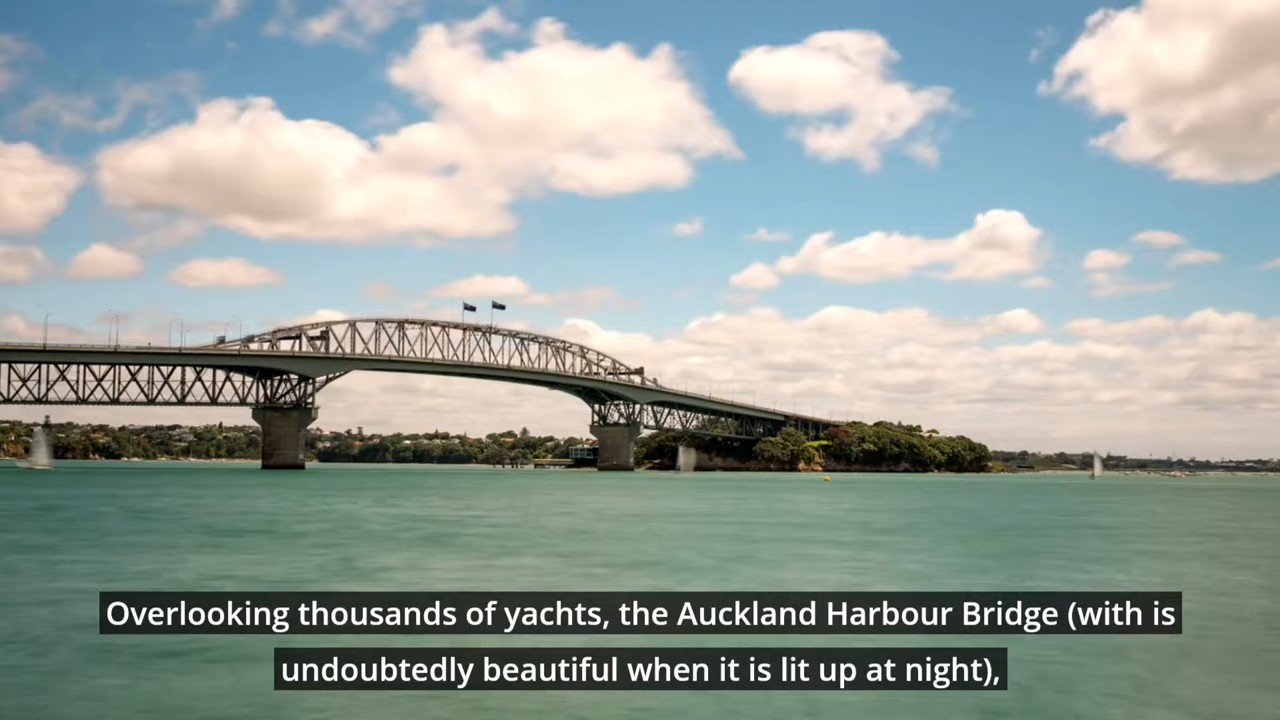 Overlooking thousands of yachts, the Auckland Harbour Bridge (with is
undoubtedly beautiful when it is lit up at night),